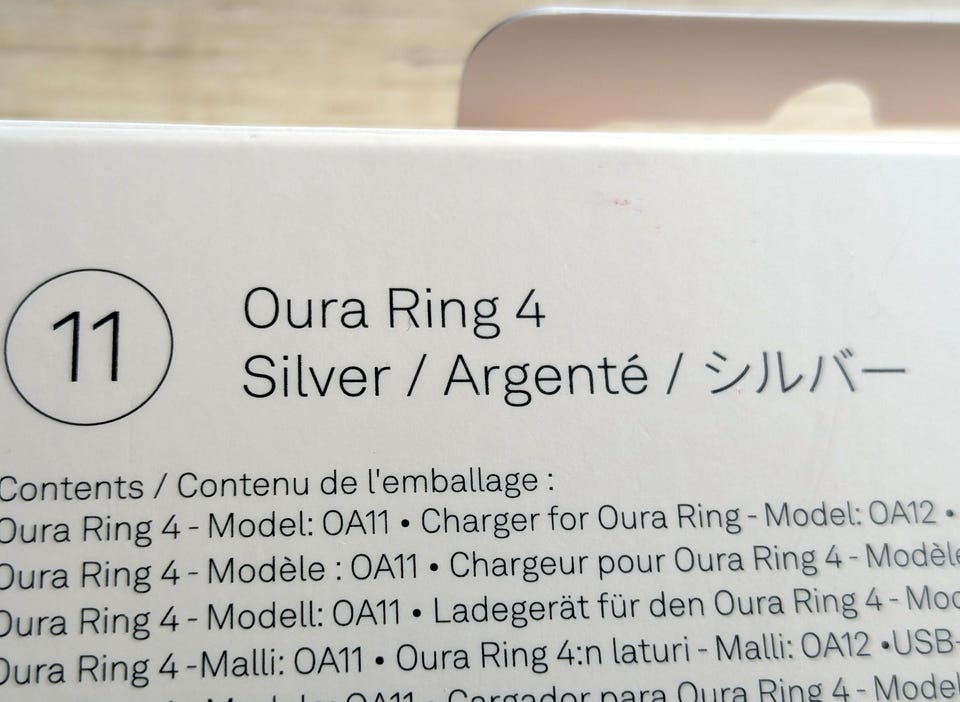 11
Oura Ring 4
Silver / Argenté / シルバー
Contents / Contenu de l'emballage :
Oura Ring 4 - Model: OA11 • Charger for Oura Ring - Model: OA12 •
Oura Ring 4 - Modèle : OA11 • Chargeur pour Oura Ring 4 - Modèle
Oura Ring 4 - Modell: OA11 • Ladegerät für den Oura Ring 4 -
Oura Ring 4 -Malli: OA11 • Oura Ring 4:n laturi - Malli: OA12 •USB-
OA11 • Cargador para Oura Ring 4 - Model